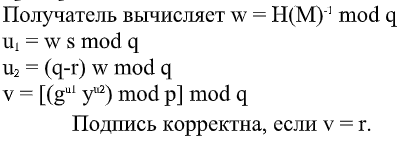 Получатель вычисляет w = H(M)⁻¹ mod q
u₁ = w s mod q
u₂ = (q-r) w mod q
v = [(gᵘ¹ yᵘ²) mod p] mod q
Подпись корректна, если v = r.